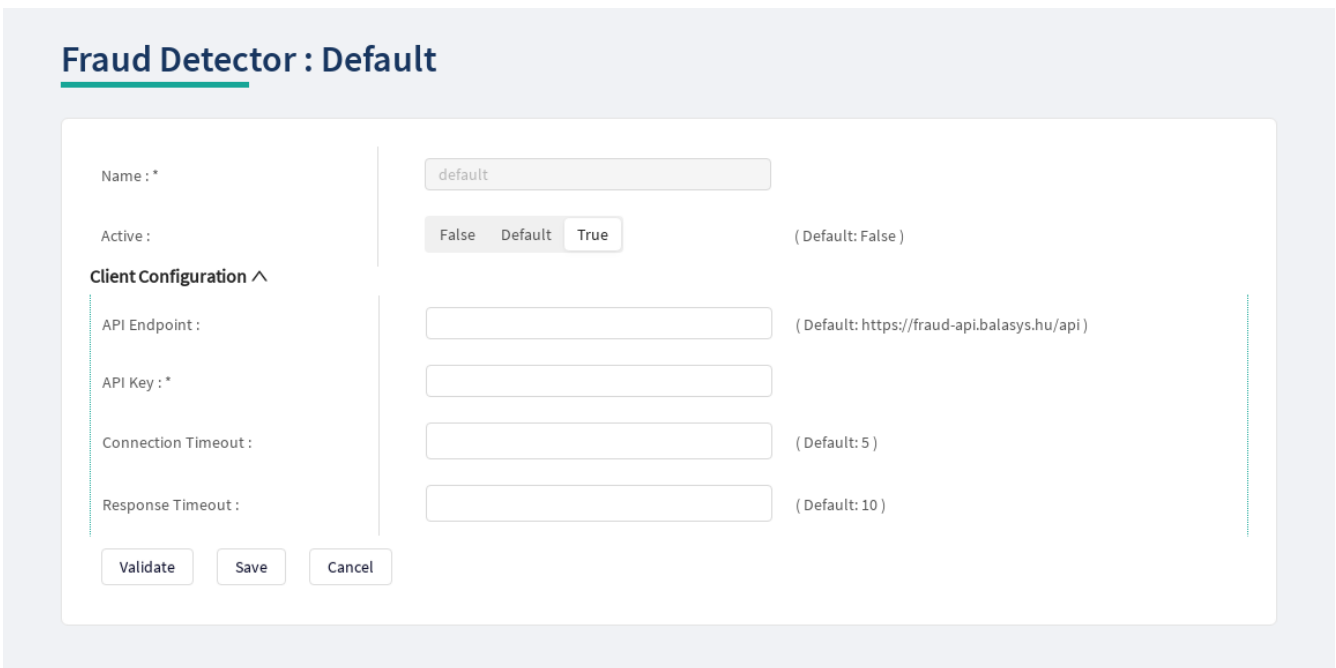 Fraud Detector : Default
Name : * default
Active : False Default True ( Default: False )
Client Configuration
API Endpoint : ( Default: https://fraud-api.balasys.hu/api )
API Key : *
Connection Timeout : ( Default: 5 )
Response Timeout : ( Default: 10 )
Validate Save Cancel